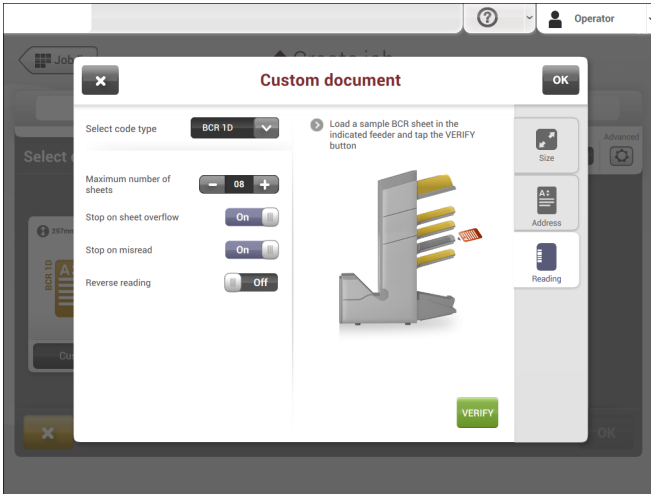 Operator
Job
Create job
Custom document
OK
Select code type
BCR 1D
Load a sample BCR sheet in the
indicated feeder and tap the VERIFY
button
Maximum number of
sheets
08
Stop on sheet overflow
On
Stop on misread
On
Reverse reading
Off
Size
Address
Reading
VERIFY
Advanced
Select
297m
BCR 1D
A
Cu
OK